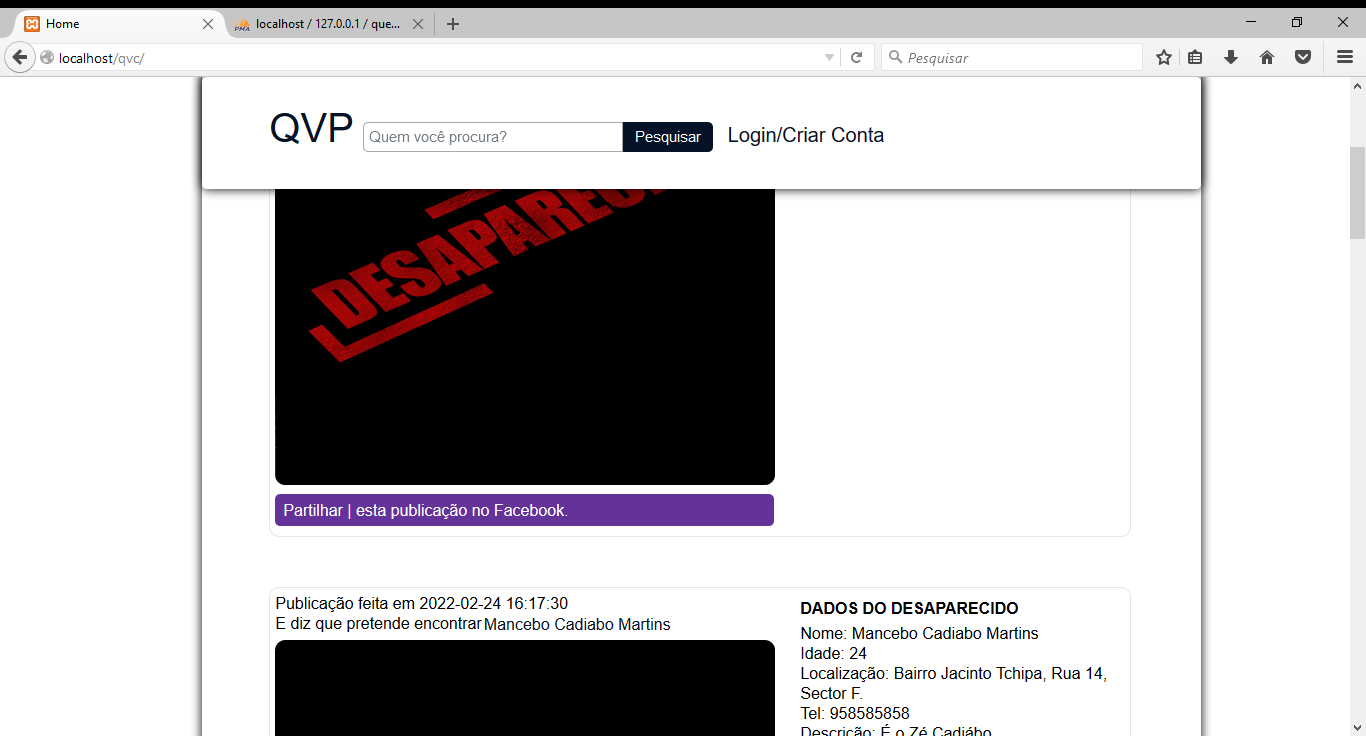 Home
localhost / 127.0.0.1 / que...
localhost/qvc/
Pesquisar
QVP
Quem você procura?
Pesquisar
Login/Criar Conta
Partilhar | esta publicação no Facebook.
Publicação feita em 2022-02-24 16:17:30
E diz que pretende encontrar Mancebo Cadiabo Martins
DADOS DO DESAPARECIDO
Nome: Mancebo Cadiabo Martins
Idade: 24
Localização: Bairro Jacinto Tchipa, Rua 14,
Sector F.
Tel: 958585858
Descrição: É o Zé Cadiábo